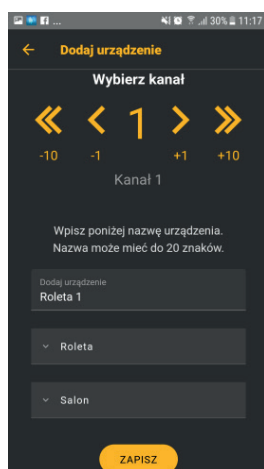 30% 11:17
Dodaj urządzenie
Wybierz kanał
1
-10 -1 +1 +10
Kanał 1
Wpisz poniżej nazwę urządzenia.
Nazwa może mieć do 20 znaków.
Dodaj urządzenie
Roleta 1
Roleta
Salon
ZAPISZ